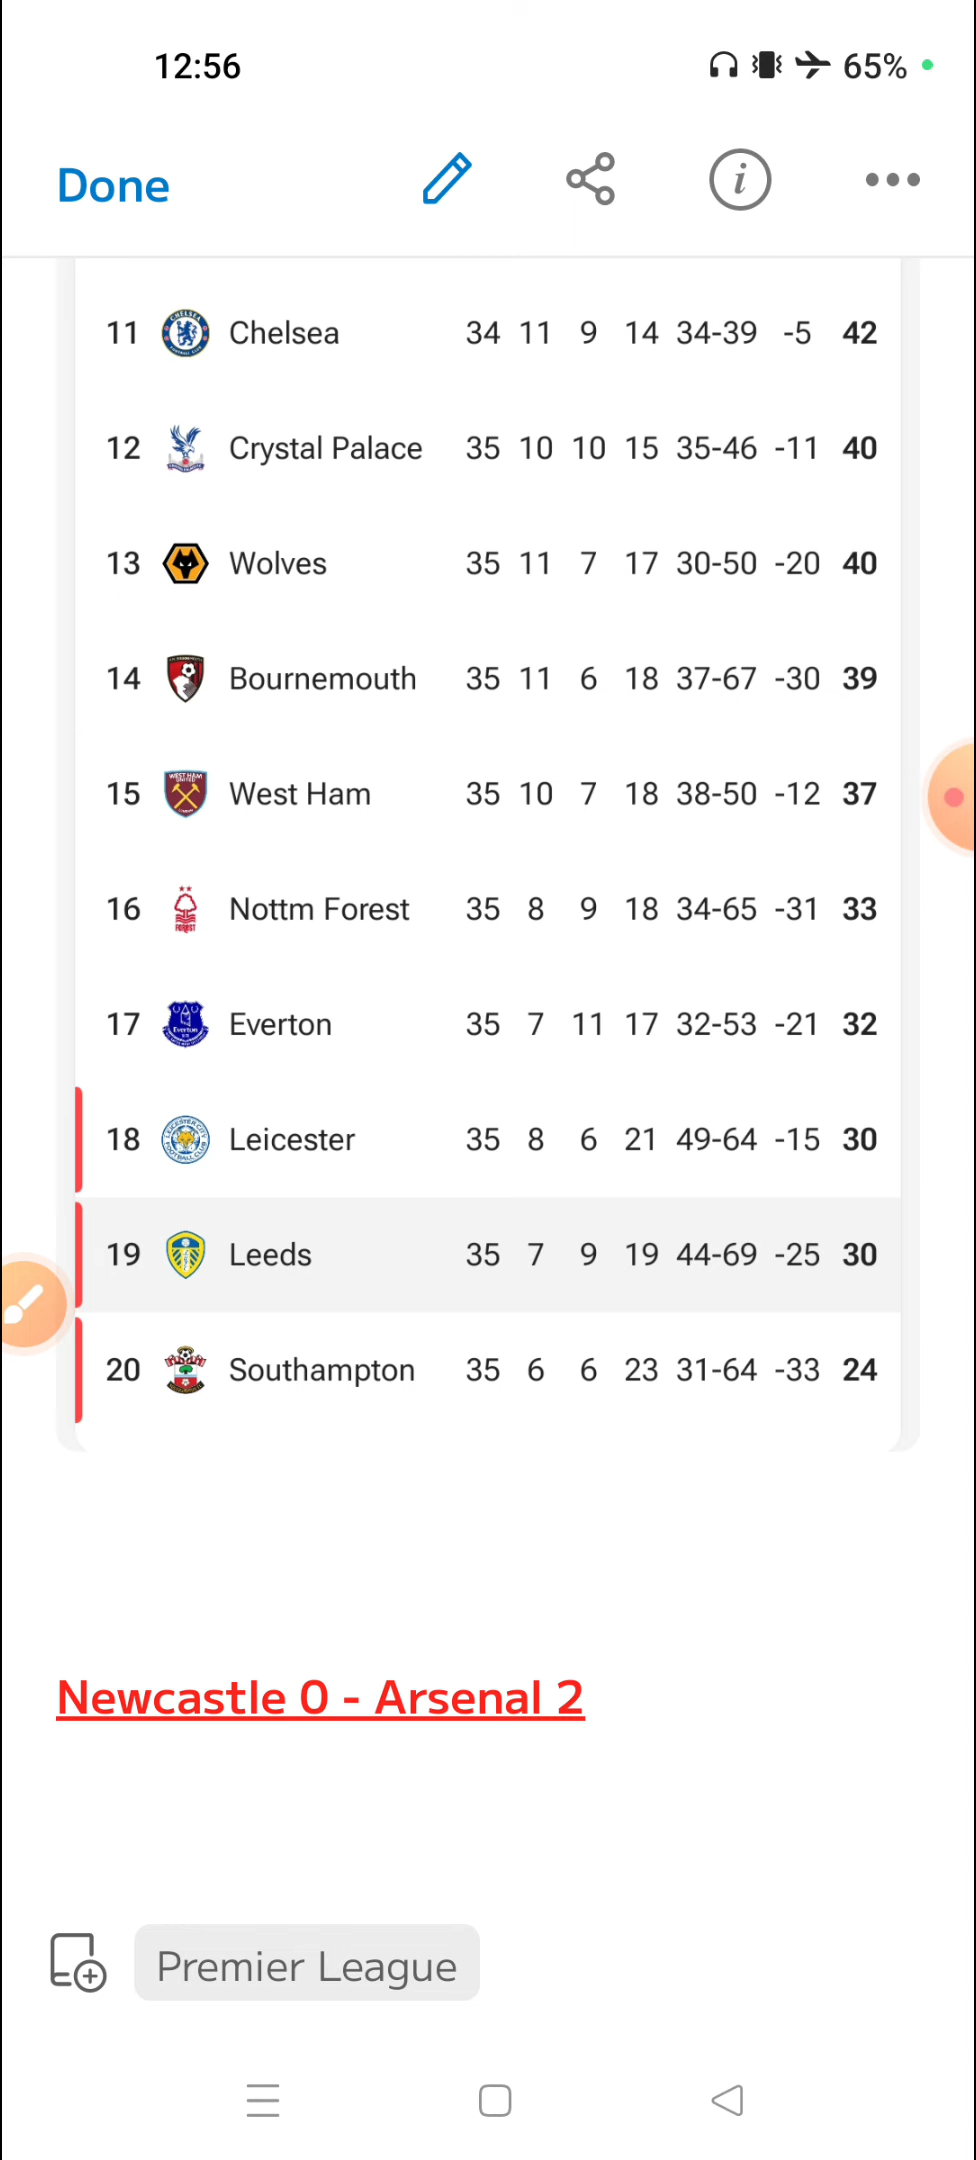 12:56 65%
Done
11 Chelsea 34 11 9 14 34-39 -5 42
12 Crystal Palace 35 10 10 15 35-46 -11 40
13 Wolves 35 11 7 17 30-50 -20 40
14 Bournemouth 35 11 6 18 37-67 -30 39
15 West Ham 35 10 7 18 38-50 -12 37
16 Nottm Forest 35 8 9 18 34-65 -31 33
17 Everton 35 7 11 17 32-53 -21 32
18 Leicester 35 8 6 21 49-64 -15 30
19 Leeds 35 7 9 19 44-69 -25 30
20 Southampton 35 6 6 23 31-64 -33 24
Newcastle 0 - Arsenal 2
Premier League